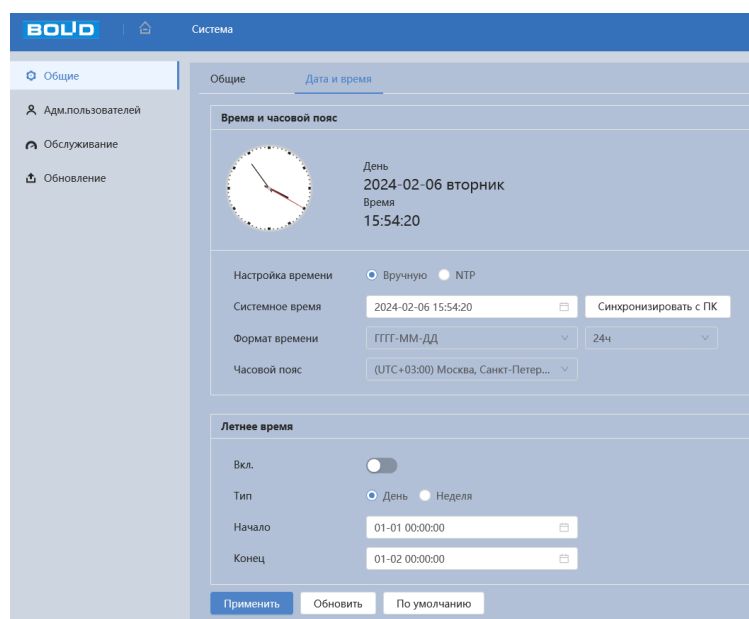 BOLID
Система
Общие
Адм.пользователей
Обслуживание
Обновление
Общие Дата и время
Время и часовой пояс
День
2024-02-06 вторник
Время
15:54:20
Настройка времени Вручную NTP
Системное время 2024-02-06 15:54:20 Синхронизировать с ПК
Формат времени ГГГГ-ММ-ДД 24ч
Часовой пояс (UTC+03:00) Москва, Санкт-Петер...
Летнее время
Вкл.
Тип День Неделя
Начало 01-01 00:00:00
Конец 01-02 00:00:00
Применить Обновить По умолчанию